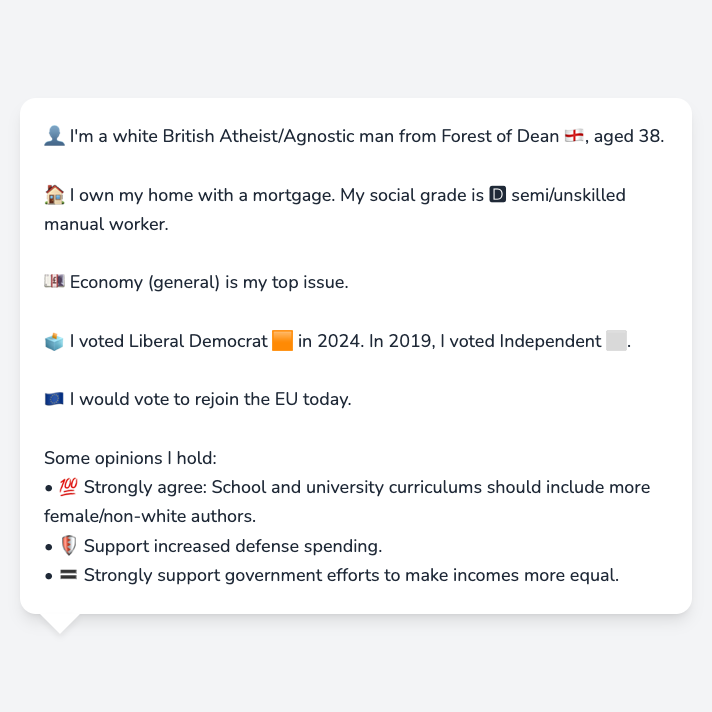 👤 I'm a white British Atheist/Agnostic man from Forest of Dean 🏴󠁧󠁢󠁥󠁮󠁧󠁿, aged 38.
🏠 I own my home with a mortgage. My social grade is 🅳 semi/unskilled
manual worker.
💷 Economy (general) is my top issue.
🗳️ I voted Liberal Democrat 🟧 in 2024. In 2019, I voted Independent ⬜.
🇪🇺 I would vote to rejoin the EU today.
Some opinions I hold:
• 💯 Strongly agree: School and university curriculums should include more
female/non-white authors.
• 🛡️ Support increased defense spending.
• 🟰 Strongly support government efforts to make incomes more equal.